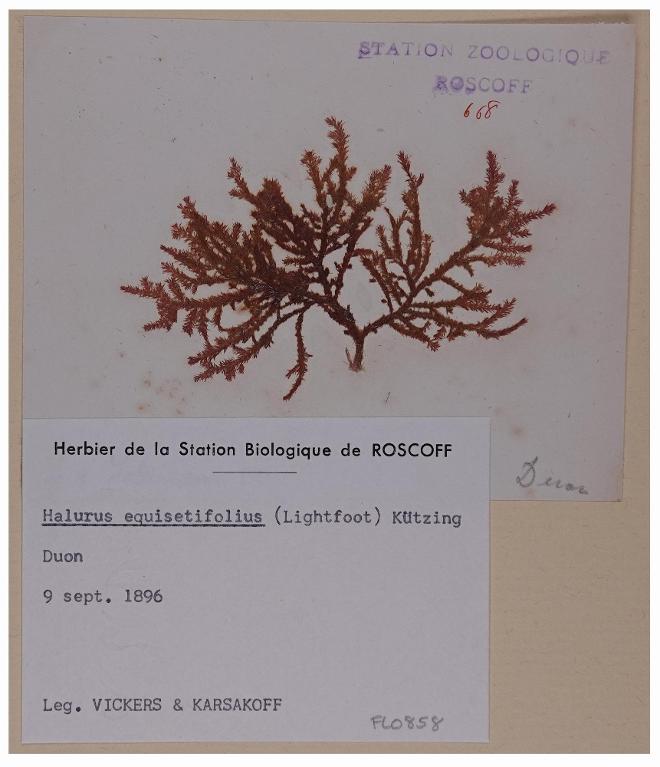 STATION ZOOLOGIQUE
ROSCOFF
668
Duon
Herbier de la Station Biologique de ROSCOFF
Halurus equisetifolius (Lightfoot) Kützing
Duon
9 sept. 1896
Leg. VICKERS & KARSAKOFF
FL0858